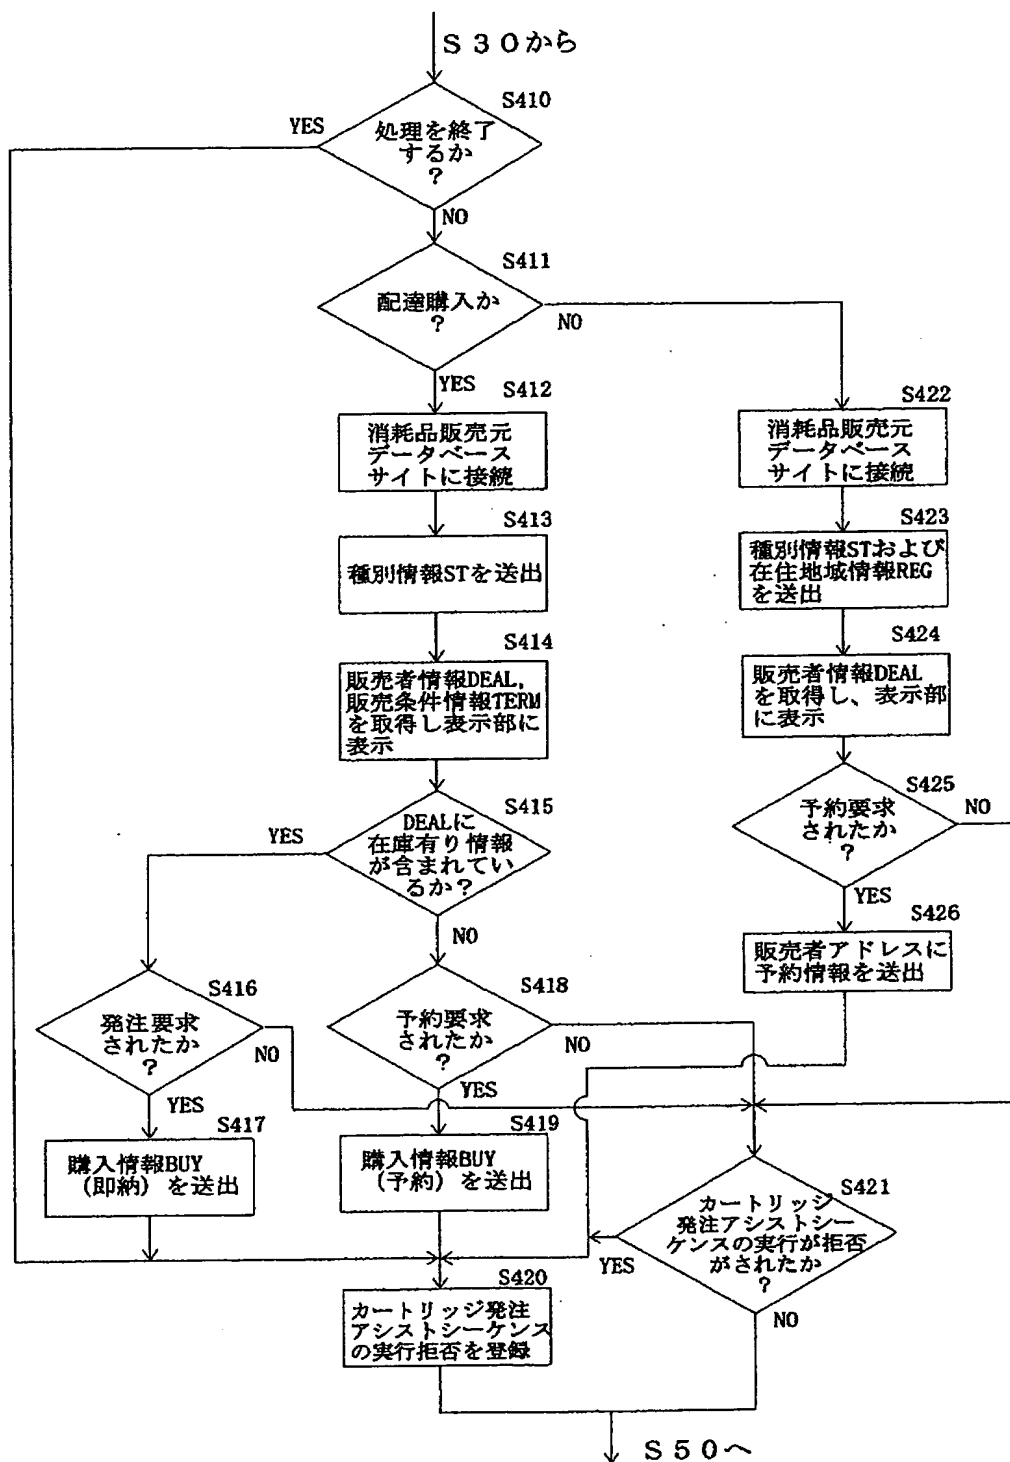 S30から
S410
YES
処理を終了
するか
?
NO
S411
配達購入か
?
NO
YES
S412
消耗品販売元
データベース
サイトに接続
S422
消耗品販売元
データベース
サイトに接続
S413
種別情報STを送出
S423
種別情報STおよび
在住地域情報REG
を送出
S414
販売者情報DEAL,
販売条件情報TERM
を取得し表示部に
表示
S424
販売者情報DEAL
を取得し、表示部
に表示
S415
YES
DEALに
在庫有り情報
が含まれてい
るか?
NO
S425
NO
予約要求
されたか
?
YES
S426
販売者アドレスに
予約情報を送出
S416
発注要求
されたか
?
NO
YES
S418
予約要求
されたか
?
NO
YES
S417
購入情報BUY
(即納)を送出
S419
購入情報BUY
(予約)を送出
S421
カートリッジ
発注アシストシー
ケンスの実行が拒否
がされたか
?
YES
NO
S420
カートリッジ発注
アシストシーケンス
の実行拒否を登録
S50へ